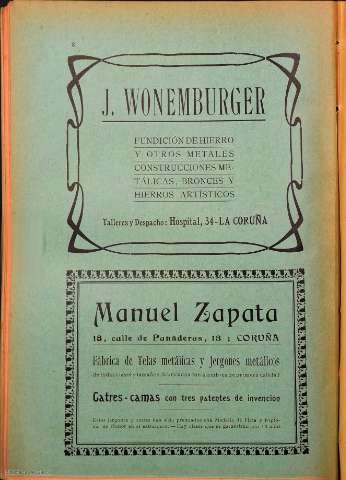 J. WONEMBURGER
FUNDICIÓN DE HIERRO
Y OTROS METALES
CONSTRUCCIONES ME-
TÁLICAS, BRONCES Y
HIERROS ARTÍSTICOS
Talleres y Despacho: Hospital, 34-LA CORUÑA
Manuel Zapata
18, calle de Panaderas, 18 : CORUÑA
Fábrica de Telas metálicas y Jergones metálicos
Catres-camas con tres patentes de invención